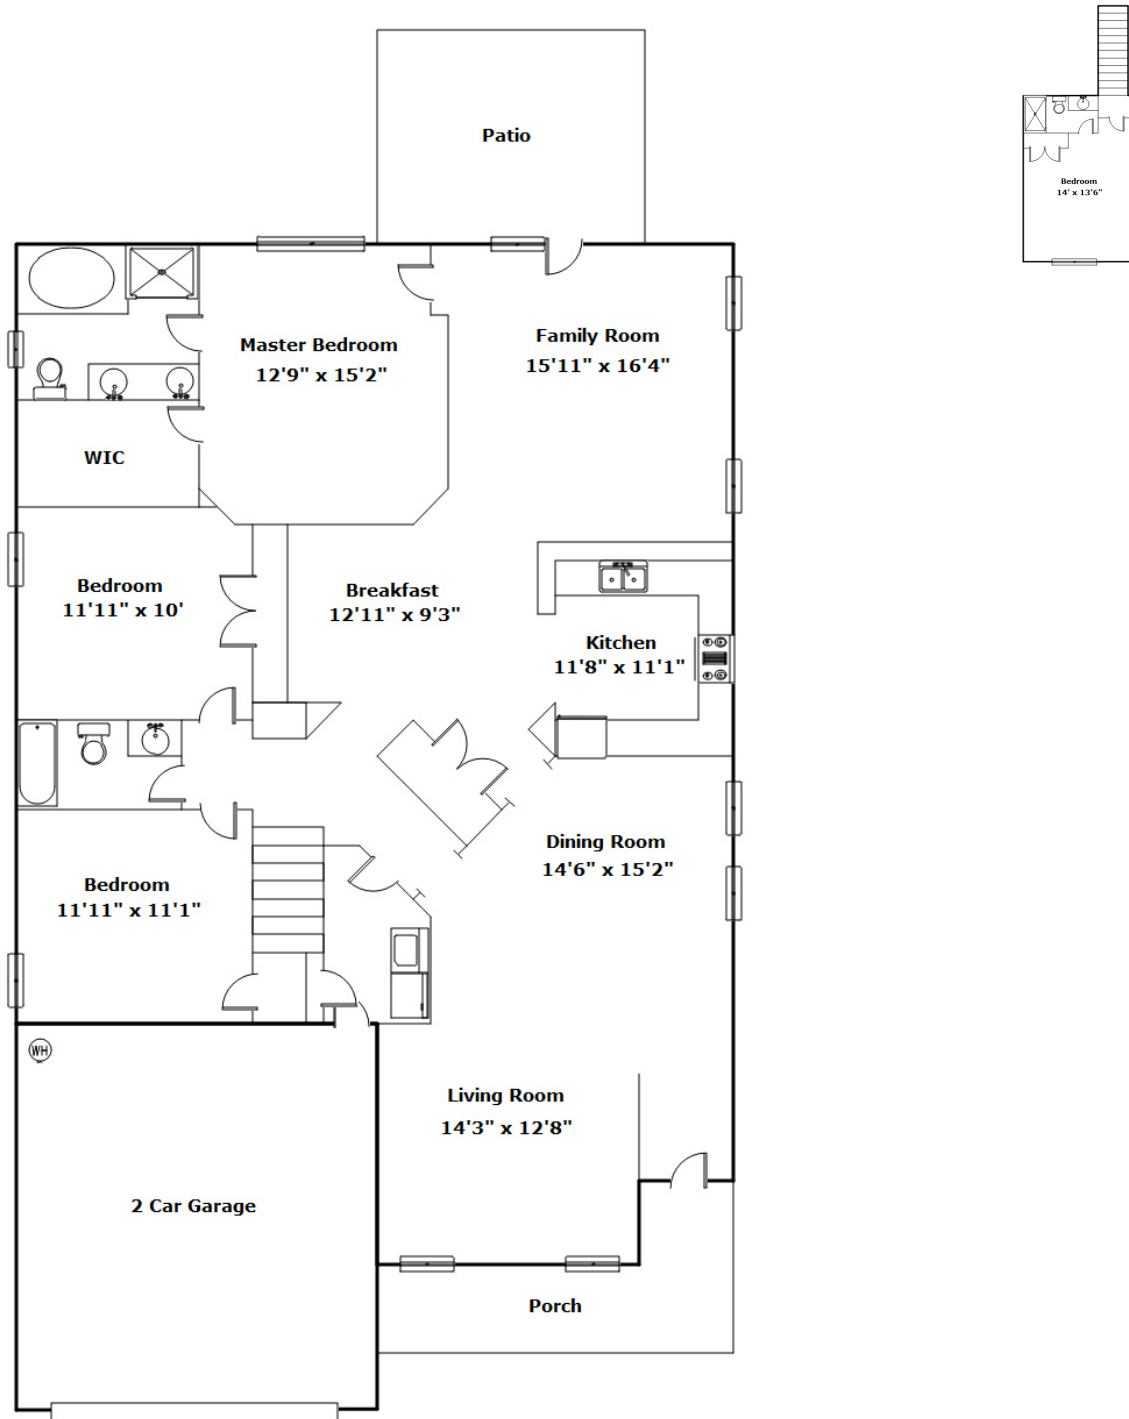 Patio
Bedroom
14' x 13'6"
Master Bedroom
12'9" x 15'2"
Family Room
15'11" x 16'4"
WIC
Bedroom
11'11" x 10'
Breakfast
12'11" x 9'3"
Kitchen
11'8" x 11'1"
Dining Room
14'6" x 15'2"
Bedroom
11'11" x 11'1"
WH
Living Room
14'3" x 12'8"
2 Car Garage
Porch